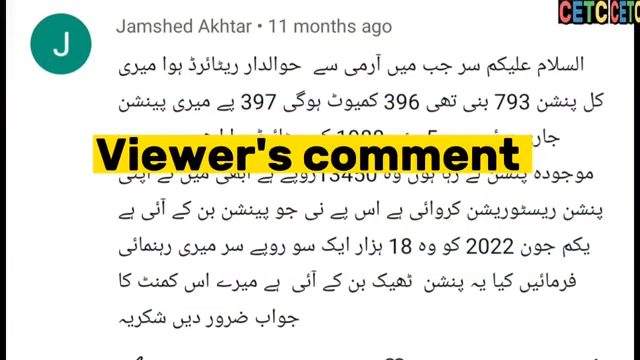 CETC
Jamshed Akhtar • 11 months ago
J
السلام علیکم سر جب میں آرمی سے حوالدار ریٹائرڈ ہوا میری
کل پنشن 793 بنی تھی 396 کمیوٹ ہوگی 397 پے میری پینشن
Viewer's comment
موجودہ پنشن لے رہا ہوں وہ 13450روپے ہے ابھی میں نے اپنی
پنشن ریسٹوریشن کروائی ہے اس پے نی جو پینشن بن کے آئی ہے
یکم جون 2022 کو وہ 18 ہزار ایک سو روپے سر میری رہنمائی
فرمائیں کیا یہ پنشن ٹھیک بن کے آئی ہے میرے اس کمنٹ کا
جواب ضرور دیں شکریہ